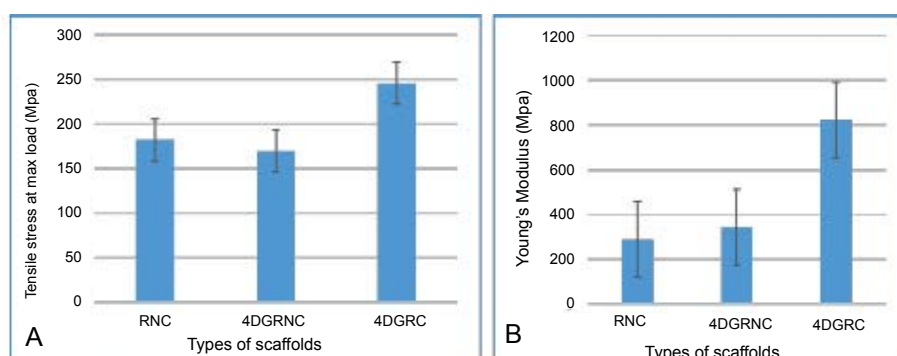 Tensile stress at max load (Mpa)
300
250
200
150
100
50
0
RNC 4DGRNC 4DGRC
Types of scaffolds
A
Young's Modulus (Mpa)
1200
1000
800
600
400
200
0
RNC 4DGRNC 4DGRC
Types of scaffolds
B